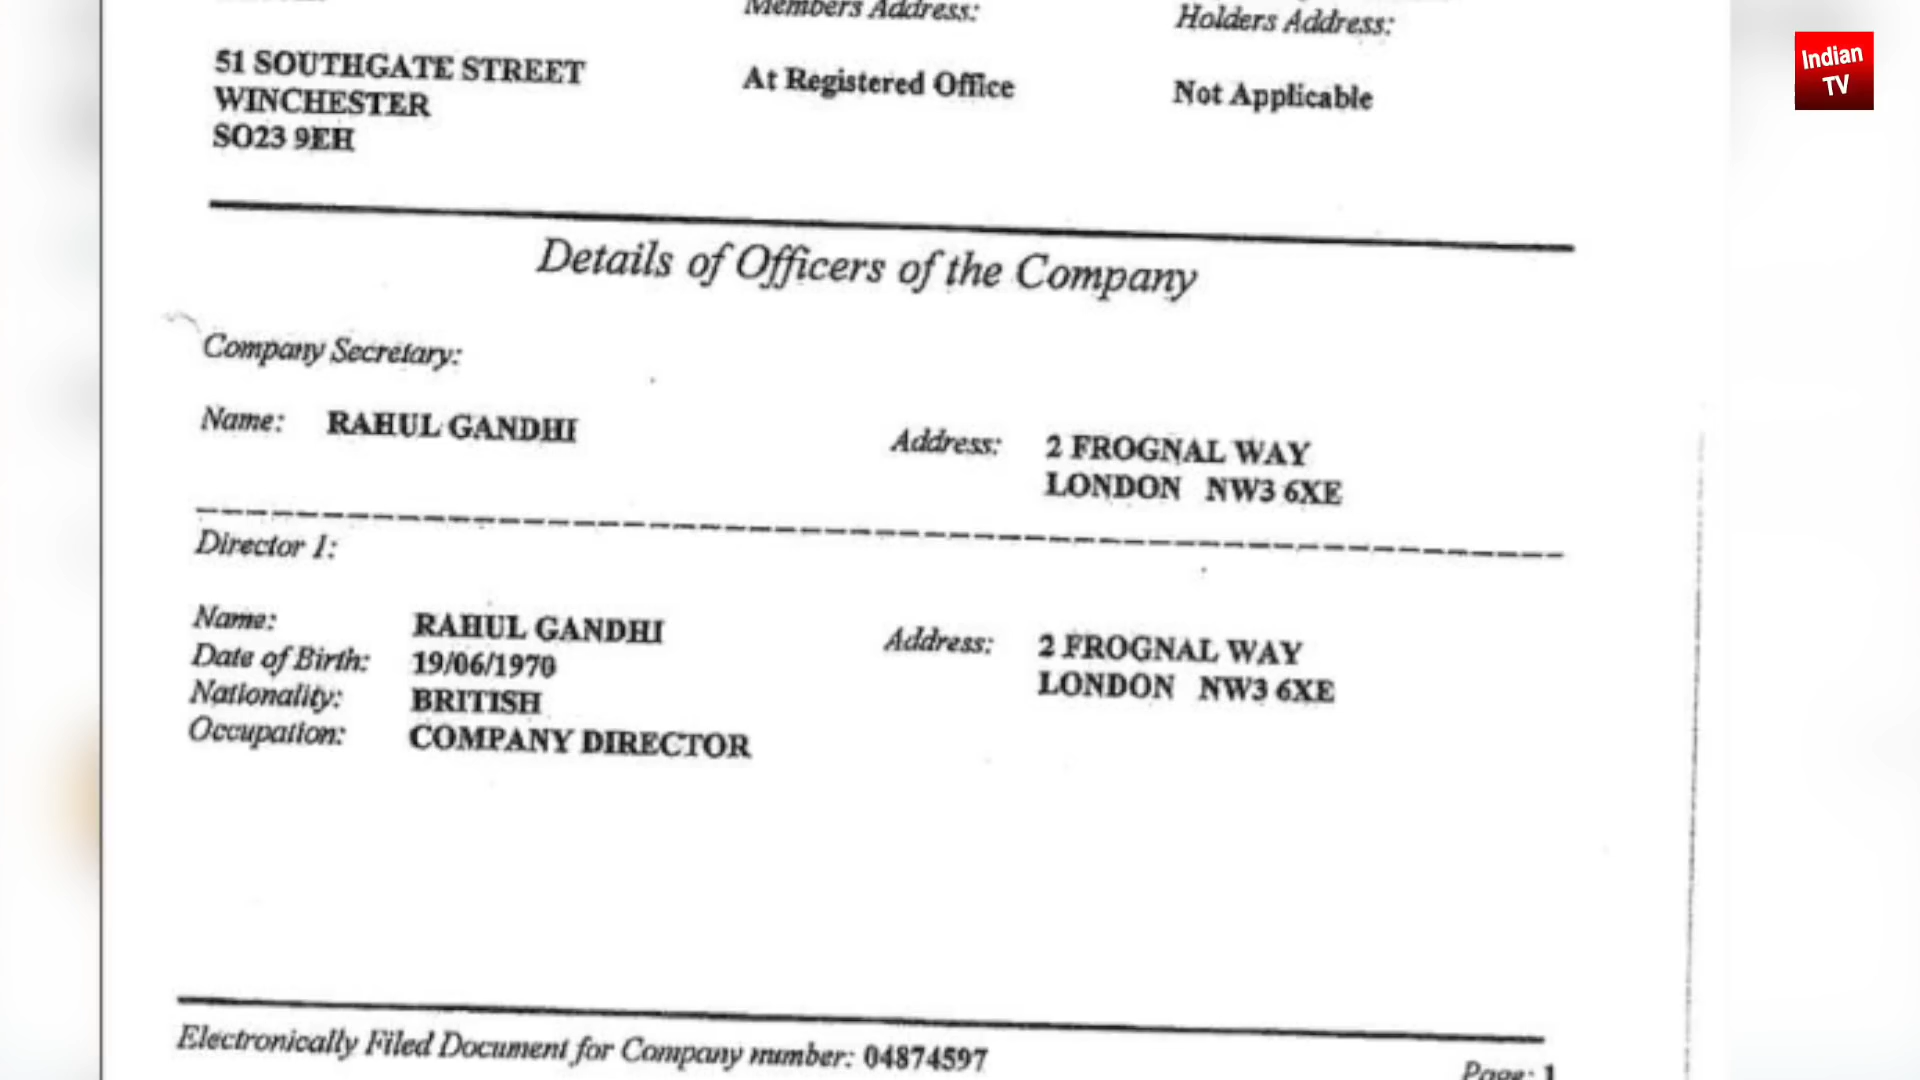 Members Address:
Holders Address:
51 SOUTHGATE STREET
WINCHESTER
SO23 9EH
At Registered Office
Not Applicable
Details of Officers of the Company
Company Secretary:
Name: RAHUL GANDHI
Address: 2 FROGNAL WAY
LONDON NW3 6XE
Director 1:
Name: RAHUL GANDHI
Date of Birth: 19/06/1970
Nationality: BRITISH
Occupation: COMPANY DIRECTOR
Address: 2 FROGNAL WAY
LONDON NW3 6XE
Electronically Filed Document for Company number: 04874597
Page: 1
Indian
TV